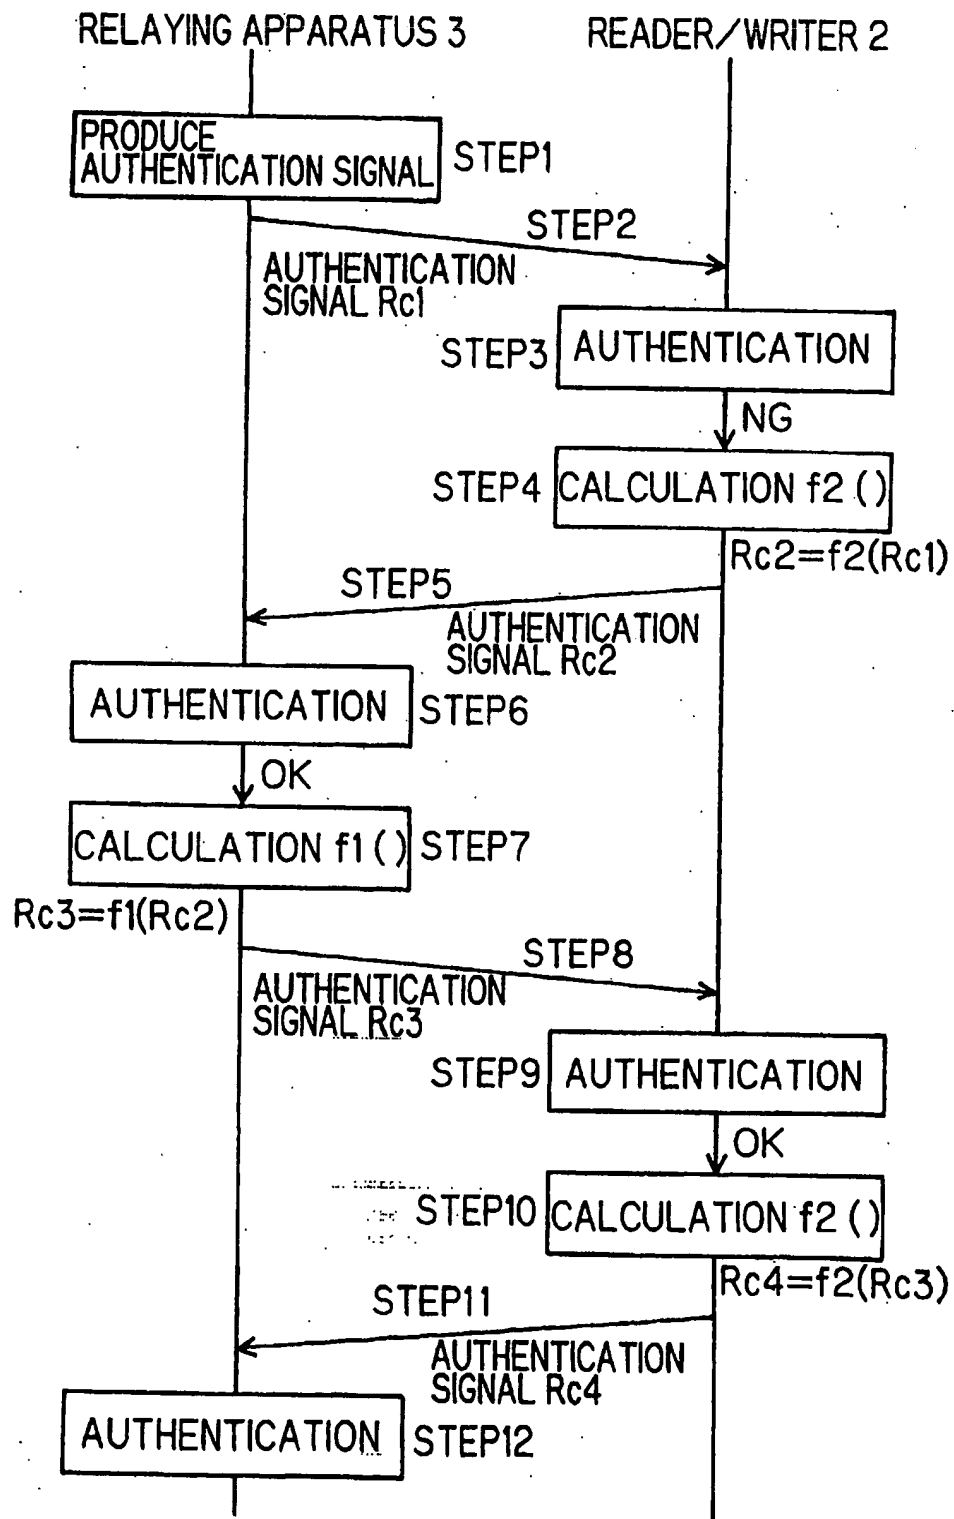 RELAYING APPARATUS 3
READER/WRITER 2
PRODUCE
AUTHENTICATION SIGNAL
STEP1
STEP2
AUTHENTICATION
SIGNAL Rc1
STEP3
AUTHENTICATION
NG
STEP4
CALCULATION f2 ( )
Rc2=f2(Rc1)
STEP5
AUTHENTICATION
SIGNAL Rc2
AUTHENTICATION
STEP6
OK
CALCULATION f1 ( )
STEP7
Rc3=f1(Rc2)
STEP8
AUTHENTICATION
SIGNAL Rc3
STEP9
AUTHENTICATION
OK
STEP10
CALCULATION f2 ( )
Rc4=f2(Rc3)
STEP11
AUTHENTICATION
SIGNAL Rc4
AUTHENTICATION
STEP12